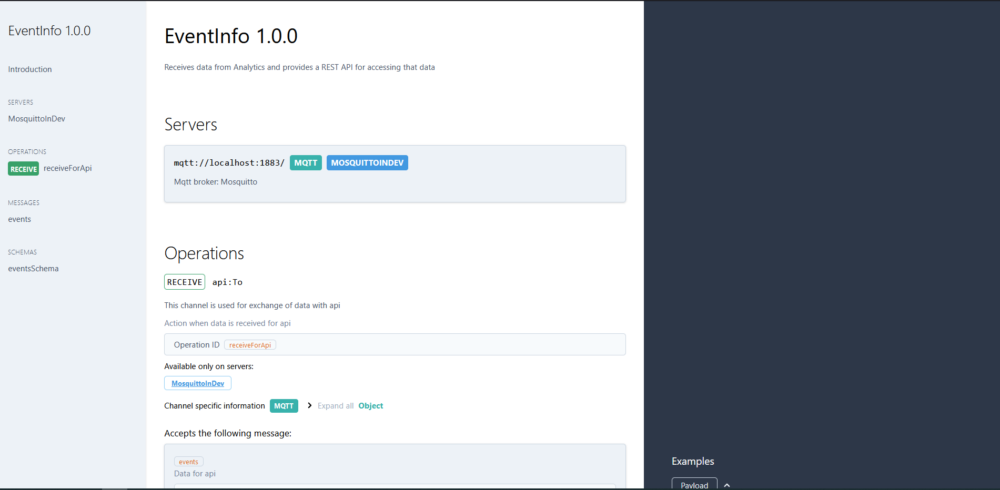 EventInfo 1.0.0
Introduction
SERVERS
MosquittoInDev
OPERATIONS
RECEIVE receiveForApi
MESSAGES
events
SCHEMAS
eventsSchema
EventInfo 1.0.0
Receives data from Analytics and provides a REST API for accessing that data
Servers
mqtt://localhost:1883/ MQTT MOSQUITTOINDEV
Mqtt broker: Mosquitto
Operations
RECEIVE api:To
This channel is used for exchange of data with api
Action when data is received for api
Operation ID receiveForApi
Available only on servers:
MosquittoInDev
Channel specific information MQTT Expand all Object
Accepts the following message:
events
Data for api
Examples
Payload